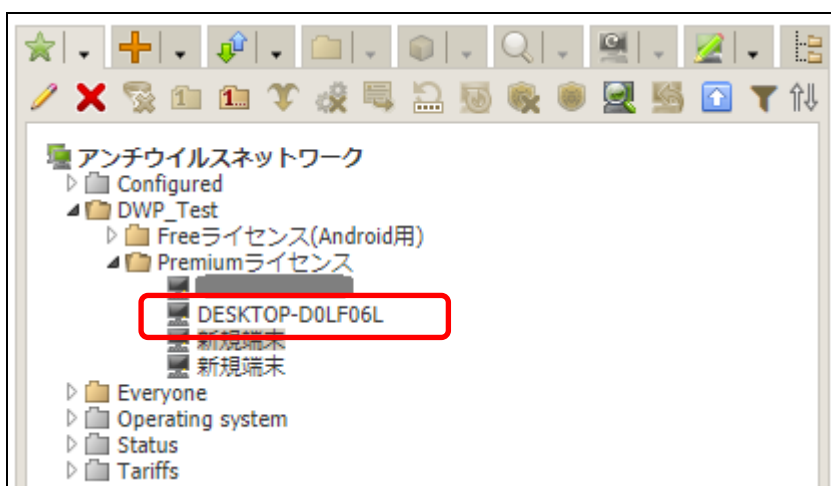 アンチウイルスネットワーク
Configured
DWP_Test
Freeライセンス(Android用)
Premiumライセンス
DESKTOP-D0LF06L
新規端末
新規端末
Everyone
Operating system
Status
Tariffs